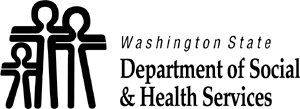 Washington State
Department of Social
& Health Services